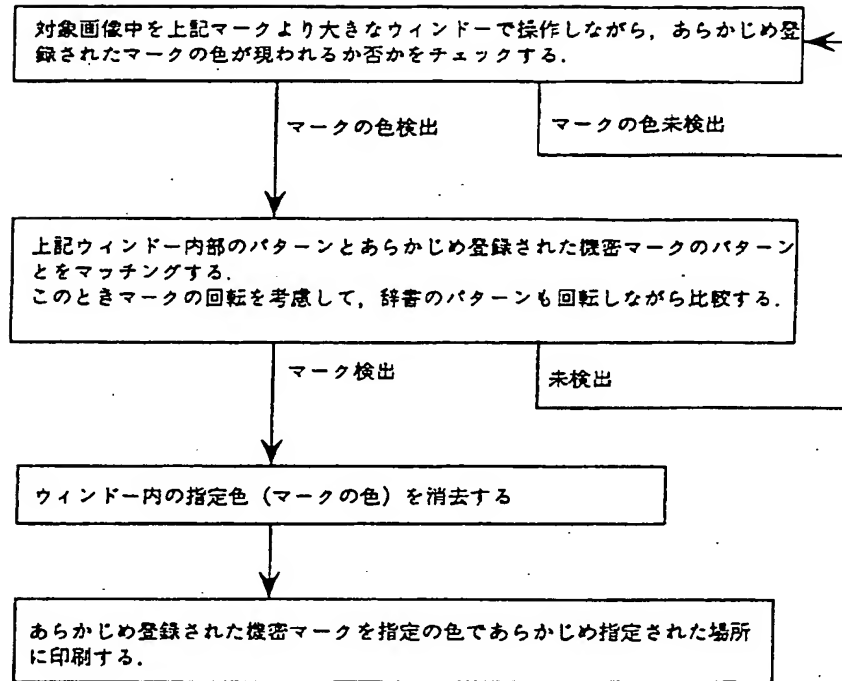 対象画像中を上記マークより大きなウィンドーで操作しながら，あらかじめ登
録されたマークの色が現われるか否かをチェックする．
マークの色検出
マークの色未検出
上記ウィンドー内部のパターンとあらかじめ登録された機密マークのパターン
とをマッチングする．
このときマークの回転を考慮して，辞書のパターンも回転しながら比較する．
マーク検出
未検出
ウィンドー内の指定色（マークの色）を消去する
あらかじめ登録された機密マークを指定の色であらかじめ指定された場所
に印刷する．